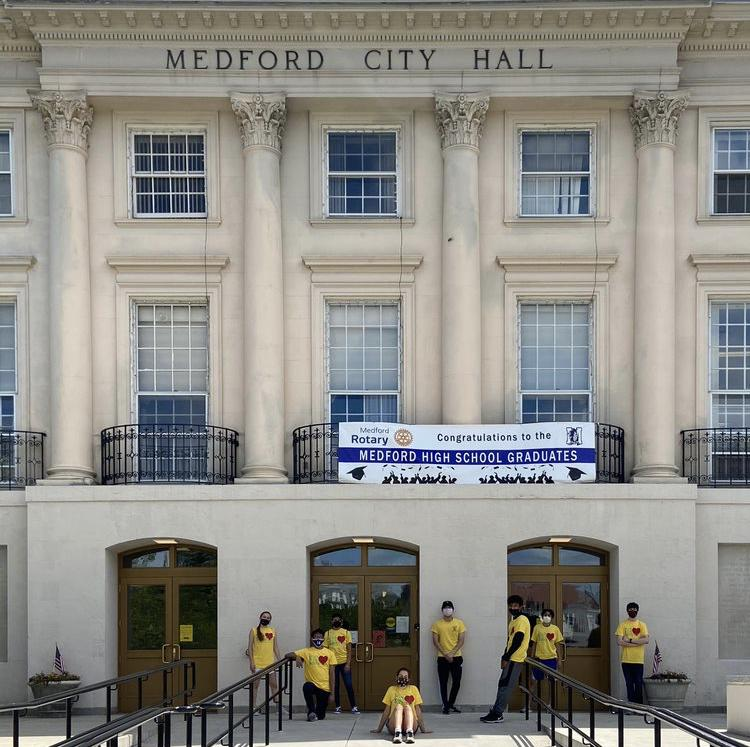 MEDFORD CITY HALL
Medford
Rotary
Congratulations to the
MEDFORD HIGH SCHOOL GRADUATES